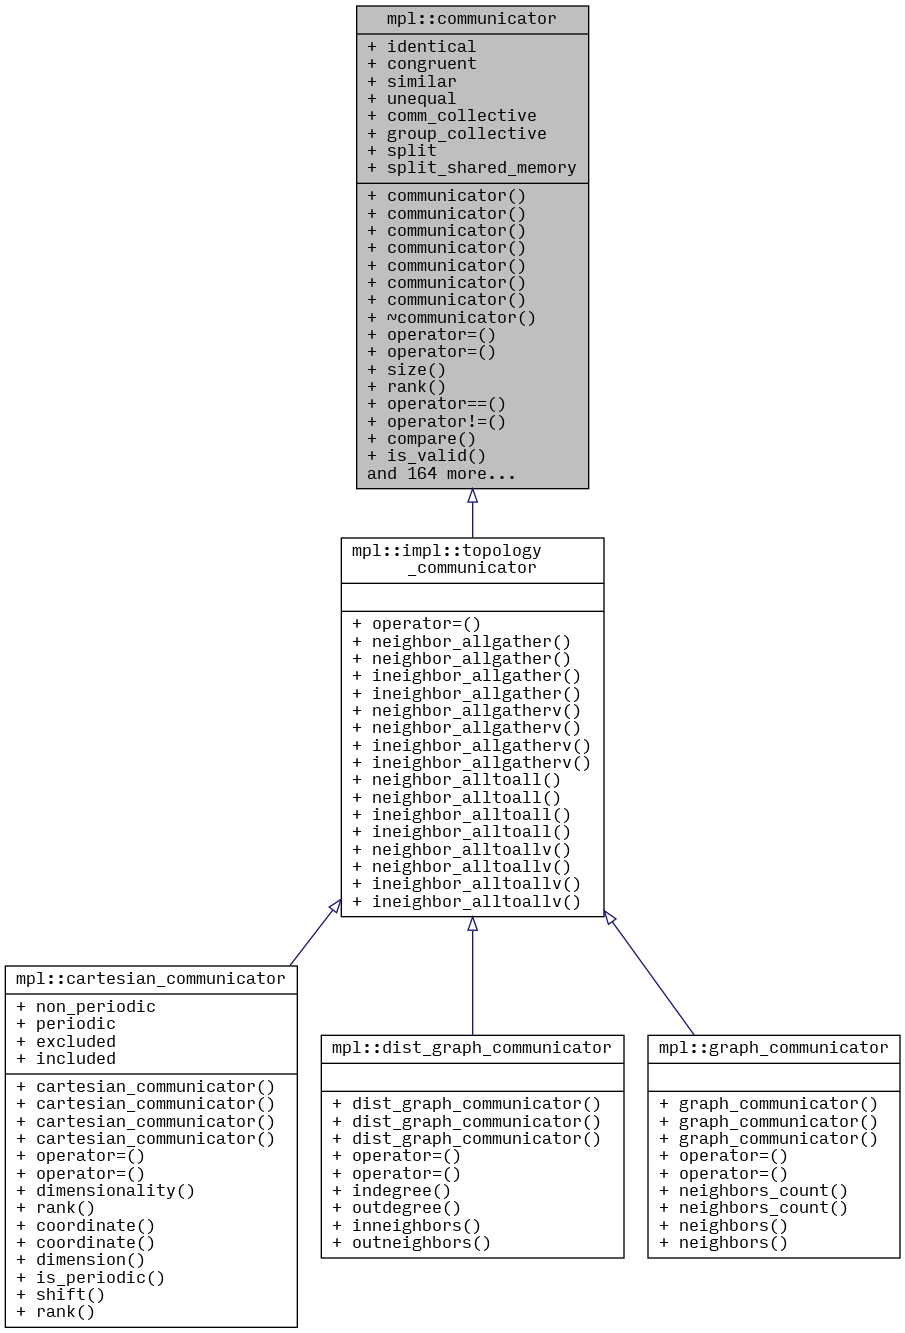 mpl::communicator
+ identical
+ congruent
+ similar
+ unequal
+ comm_collective
+ group_collective
+ split
+ split_shared_memory
+ communicator()
+ communicator()
+ communicator()
+ communicator()
+ communicator()
+ communicator()
+ communicator()
+ ~communicator()
+ operator=()
+ operator=()
+ size()
+ rank()
+ operator==()
+ operator!=()
+ compare()
+ is_valid()
and 164 more...
mpl::impl::topology
_communicator
+ operator=()
+ neighbor_allgather()
+ neighbor_allgather()
+ ineighbor_allgather()
+ ineighbor_allgather()
+ neighbor_allgatherv()
+ neighbor_allgatherv()
+ ineighbor_allgatherv()
+ ineighbor_allgatherv()
+ neighbor_alltoall()
+ neighbor_alltoall()
+ ineighbor_alltoall()
+ ineighbor_alltoall()
+ neighbor_alltoallv()
+ neighbor_alltoallv()
+ ineighbor_alltoallv()
+ ineighbor_alltoallv()
mpl::cartesian_communicator
+ non_periodic
+ periodic
+ excluded
+ included
+ cartesian_communicator()
+ cartesian_communicator()
+ cartesian_communicator()
+ cartesian_communicator()
+ operator=()
+ operator=()
+ dimensionality()
+ rank()
+ coordinate()
+ coordinate()
+ dimension()
+ is_periodic()
+ shift()
+ rank()
mpl::dist_graph_communicator
+ dist_graph_communicator()
+ dist_graph_communicator()
+ dist_graph_communicator()
+ operator=()
+ operator=()
+ indegree()
+ outdegree()
+ inneighbors()
+ outneighbors()
mpl::graph_communicator
+ graph_communicator()
+ graph_communicator()
+ graph_communicator()
+ operator=()
+ operator=()
+ neighbors_count()
+ neighbors_count()
+ neighbors()
+ neighbors()